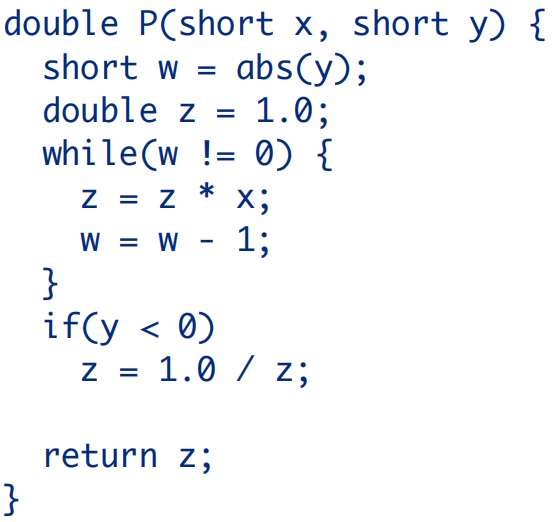 double P(short x, short y) {
  short w = abs(y);
  double z = 1.0;
  while(w != 0) {
    z = z * x;
    w = w - 1;
  }
  if(y < 0)
    z = 1.0 / z;

  return z;
}